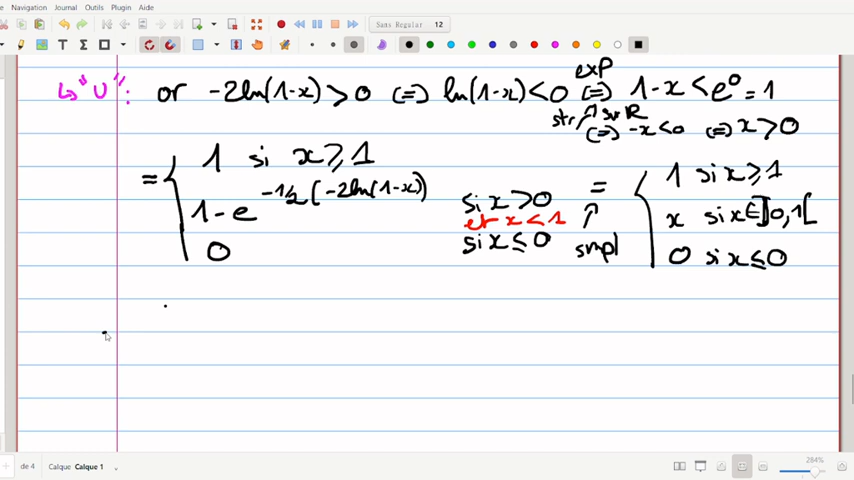 Navigation Journal Outils Plugin Aide
Sans Regular 12
↳ "U": or -2ln(1-x) > 0 (=) ln(1-x) < 0 (=) 1-x < e⁰ = 1
exp
str ↗ sur R
(=) -x < 0 (=) x > 0
= { 1 si x ⩾ 1
1 - e^{-1/2(-2ln(1-x))} si x > 0
et x < 1
0 si x ≤ 0
= { 1 si x ⩾ 1
↑ x si x ∈ ]0,1[
smpl 0 si x ≤ 0
de 4 Calque Calque 1 284%